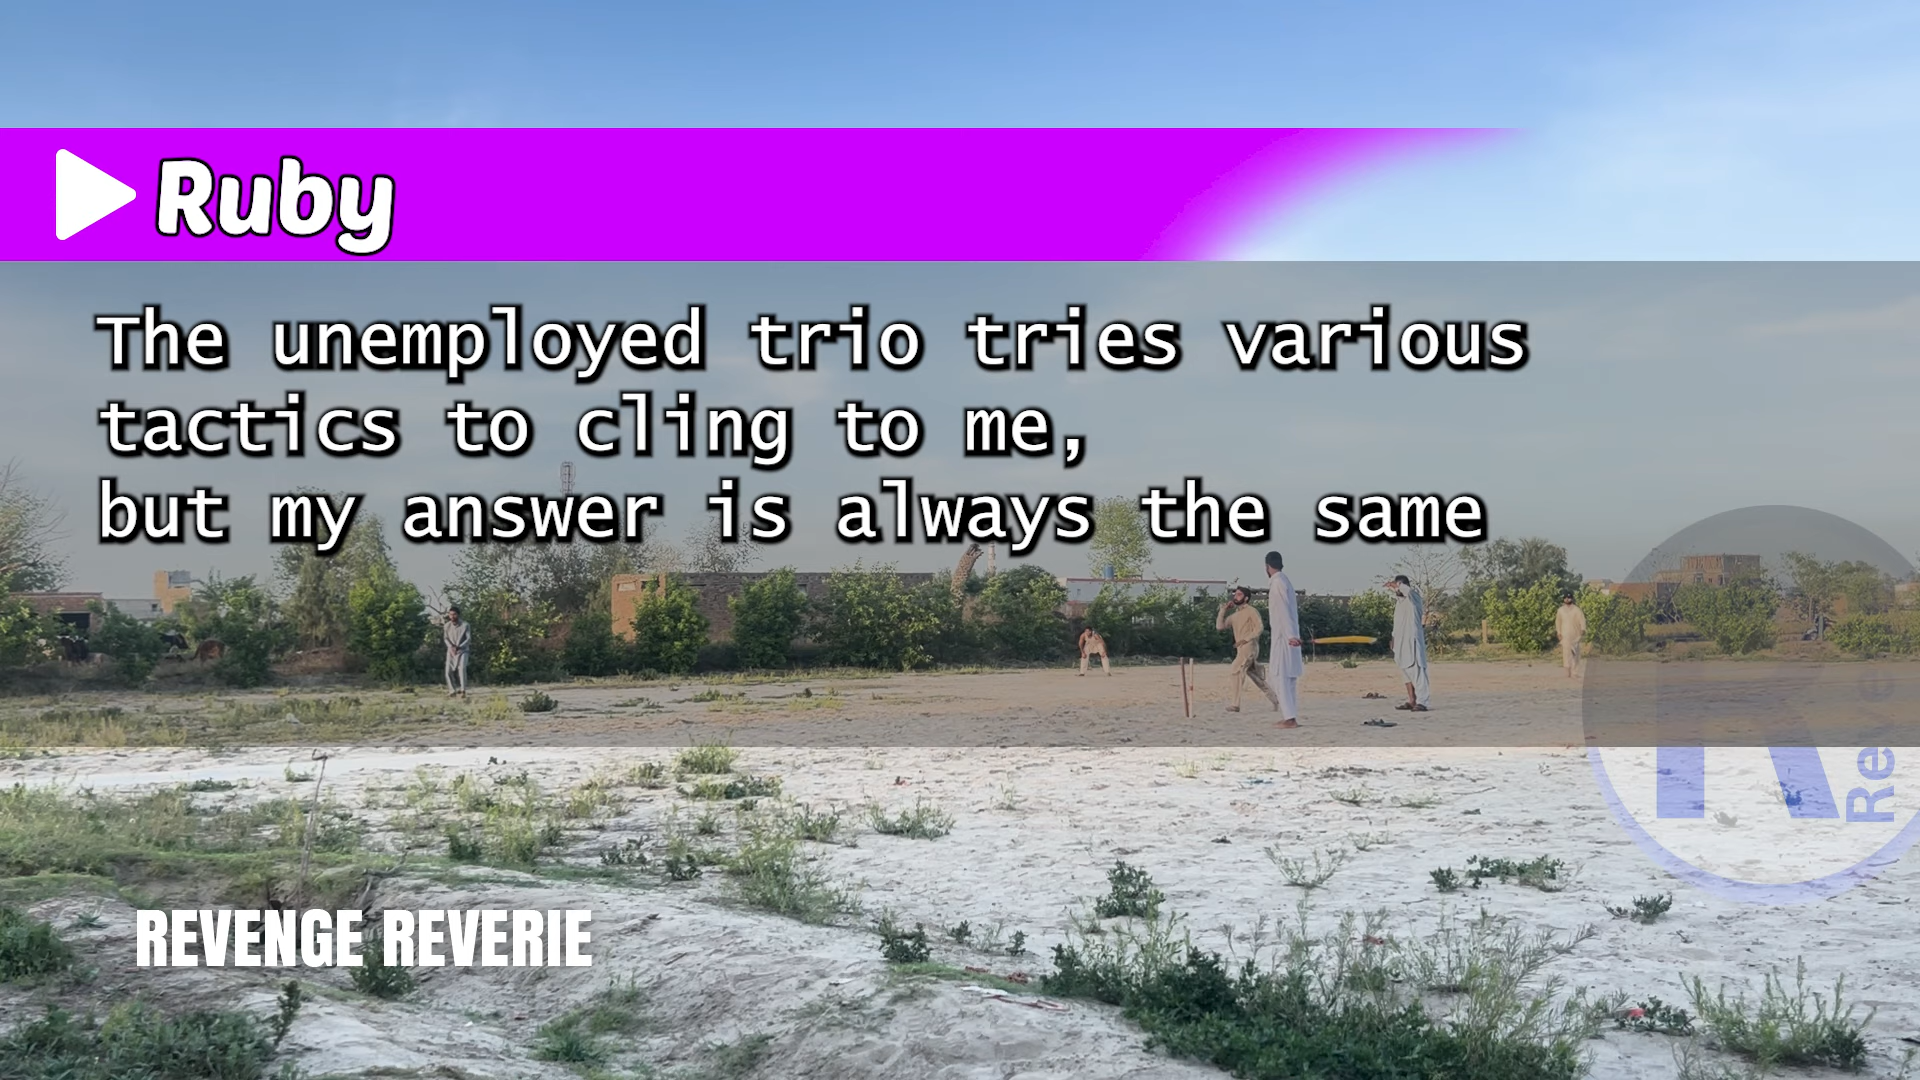 Ruby
The unemployed trio tries various
tactics to cling to me,
but my answer is always the same
Re
REVENGE REVERIE